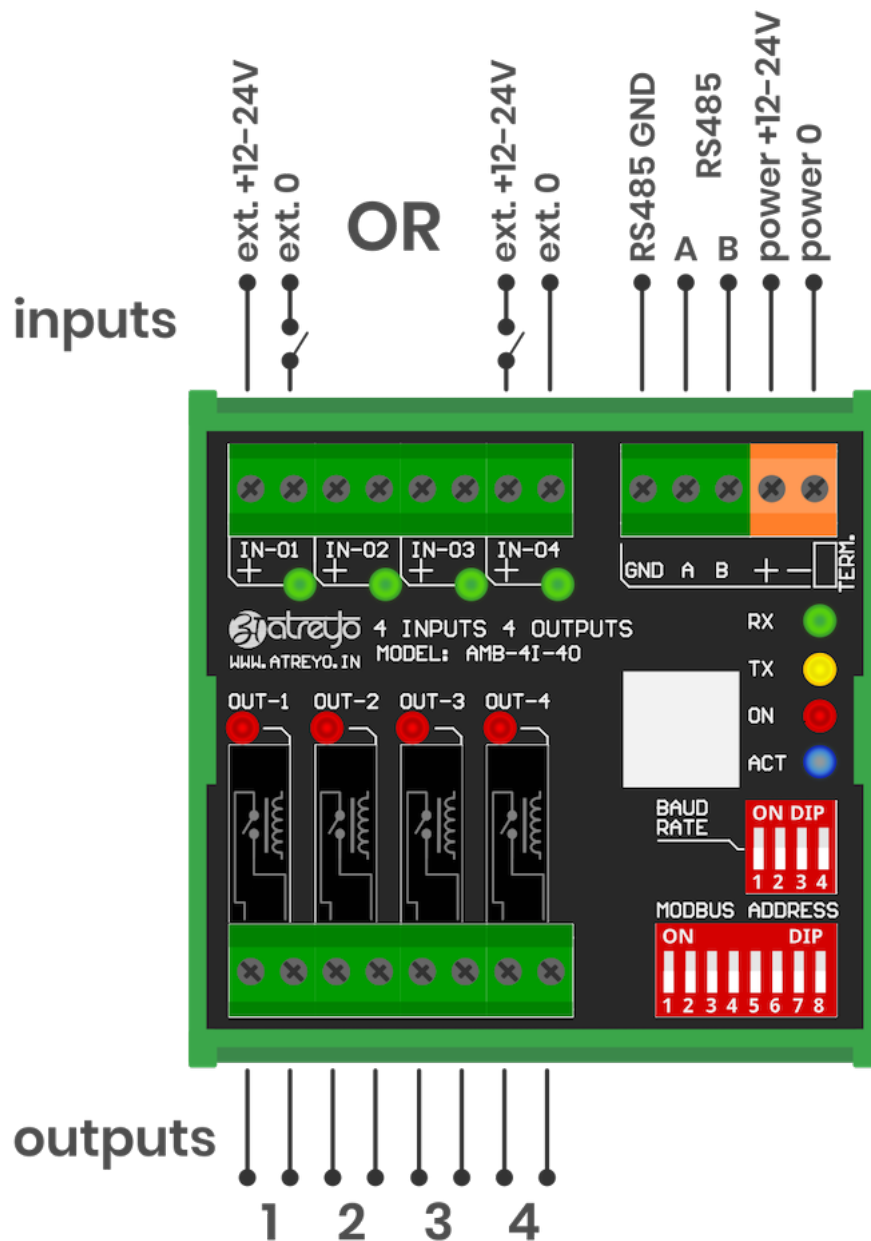 ext. +12-24V
ext. 0
OR
ext. +12-24V
ext. 0
RS485 GND
A
RS485
B
power +12-24V
power 0
inputs
IN-01
IN-02
IN-03
IN-04
+
+
+
+
GND A B + −
TERM.
atreyo 4 INPUTS 4 OUTPUTS
WWW.ATREYO.IN MODEL: AMB-4I-4O
RX
TX
ON
ACT
OUT-1 OUT-2 OUT-3 OUT-4
BAUD
RATE
ON DIP
1 2 3 4
MODBUS ADDRESS
ON DIP
1 2 3 4 5 6 7 8
outputs
1 2 3 4